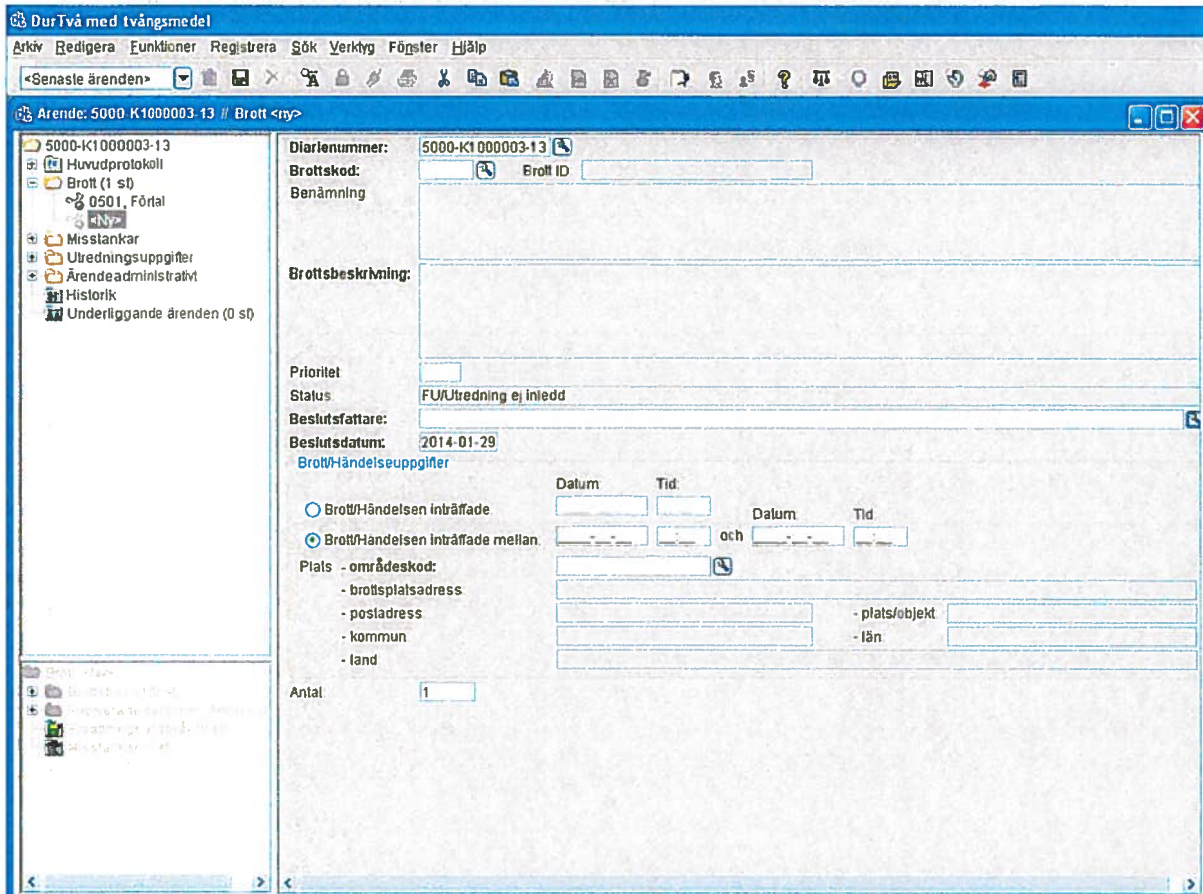 DurTvå med tvångsmedel
Arkiv Redigera Funktioner Registrera Sök Verktyg Fönster Hjälp
<Senaste ärenden>
Ärende: 5000-K1000003-13 // Brott <ny>
5000-K1000003-13
Huvudprotokoll
Brott (1 st)
0501, Förtal
<Ny>
Misstankar
Utredningsuppgifter
Ärendeadministrativt
Historik
Underliggande ärenden (0 st)
Diarienummer: 5000-K1000003-13
Brottskod: Brott ID
Benämning
Brottsbeskrivning:
Prioritet
Status FU/Utredning ej inledd
Beslutsfattare:
Beslutsdatum: 2014-01-29
Brott/Händelseuppgifter
Datum: Tid:
Brott/Händelsen inträffade
Datum: Tid
Brott/Händelsen inträffade mellan: och
Plats - områdeskod:
- brottsplatsadress
- postadress - plats/objekt
- kommun - län
- land
Antal: 1